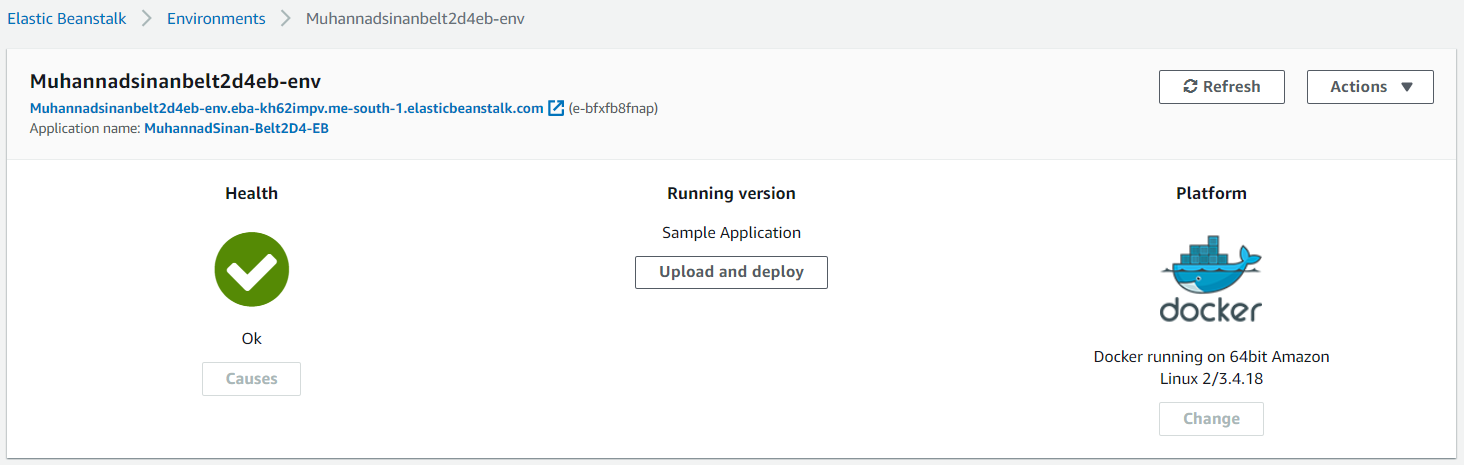 Elastic Beanstalk > Environments > Muhannadsinanbelt2d4eb-env
Muhannadsinanbelt2d4eb-env
Refresh
Actions
Muhannadsinanbelt2d4eb-env.eba-kh62impv.me-south-1.elasticbeanstalk.com (e-bfxfb8fnap)
Application name: MuhannadSinan-Belt2D4-EB
Health
Ok
Causes
Running version
Sample Application
Upload and deploy
Platform
docker
Docker running on 64bit Amazon
Linux 2/3.4.18
Change